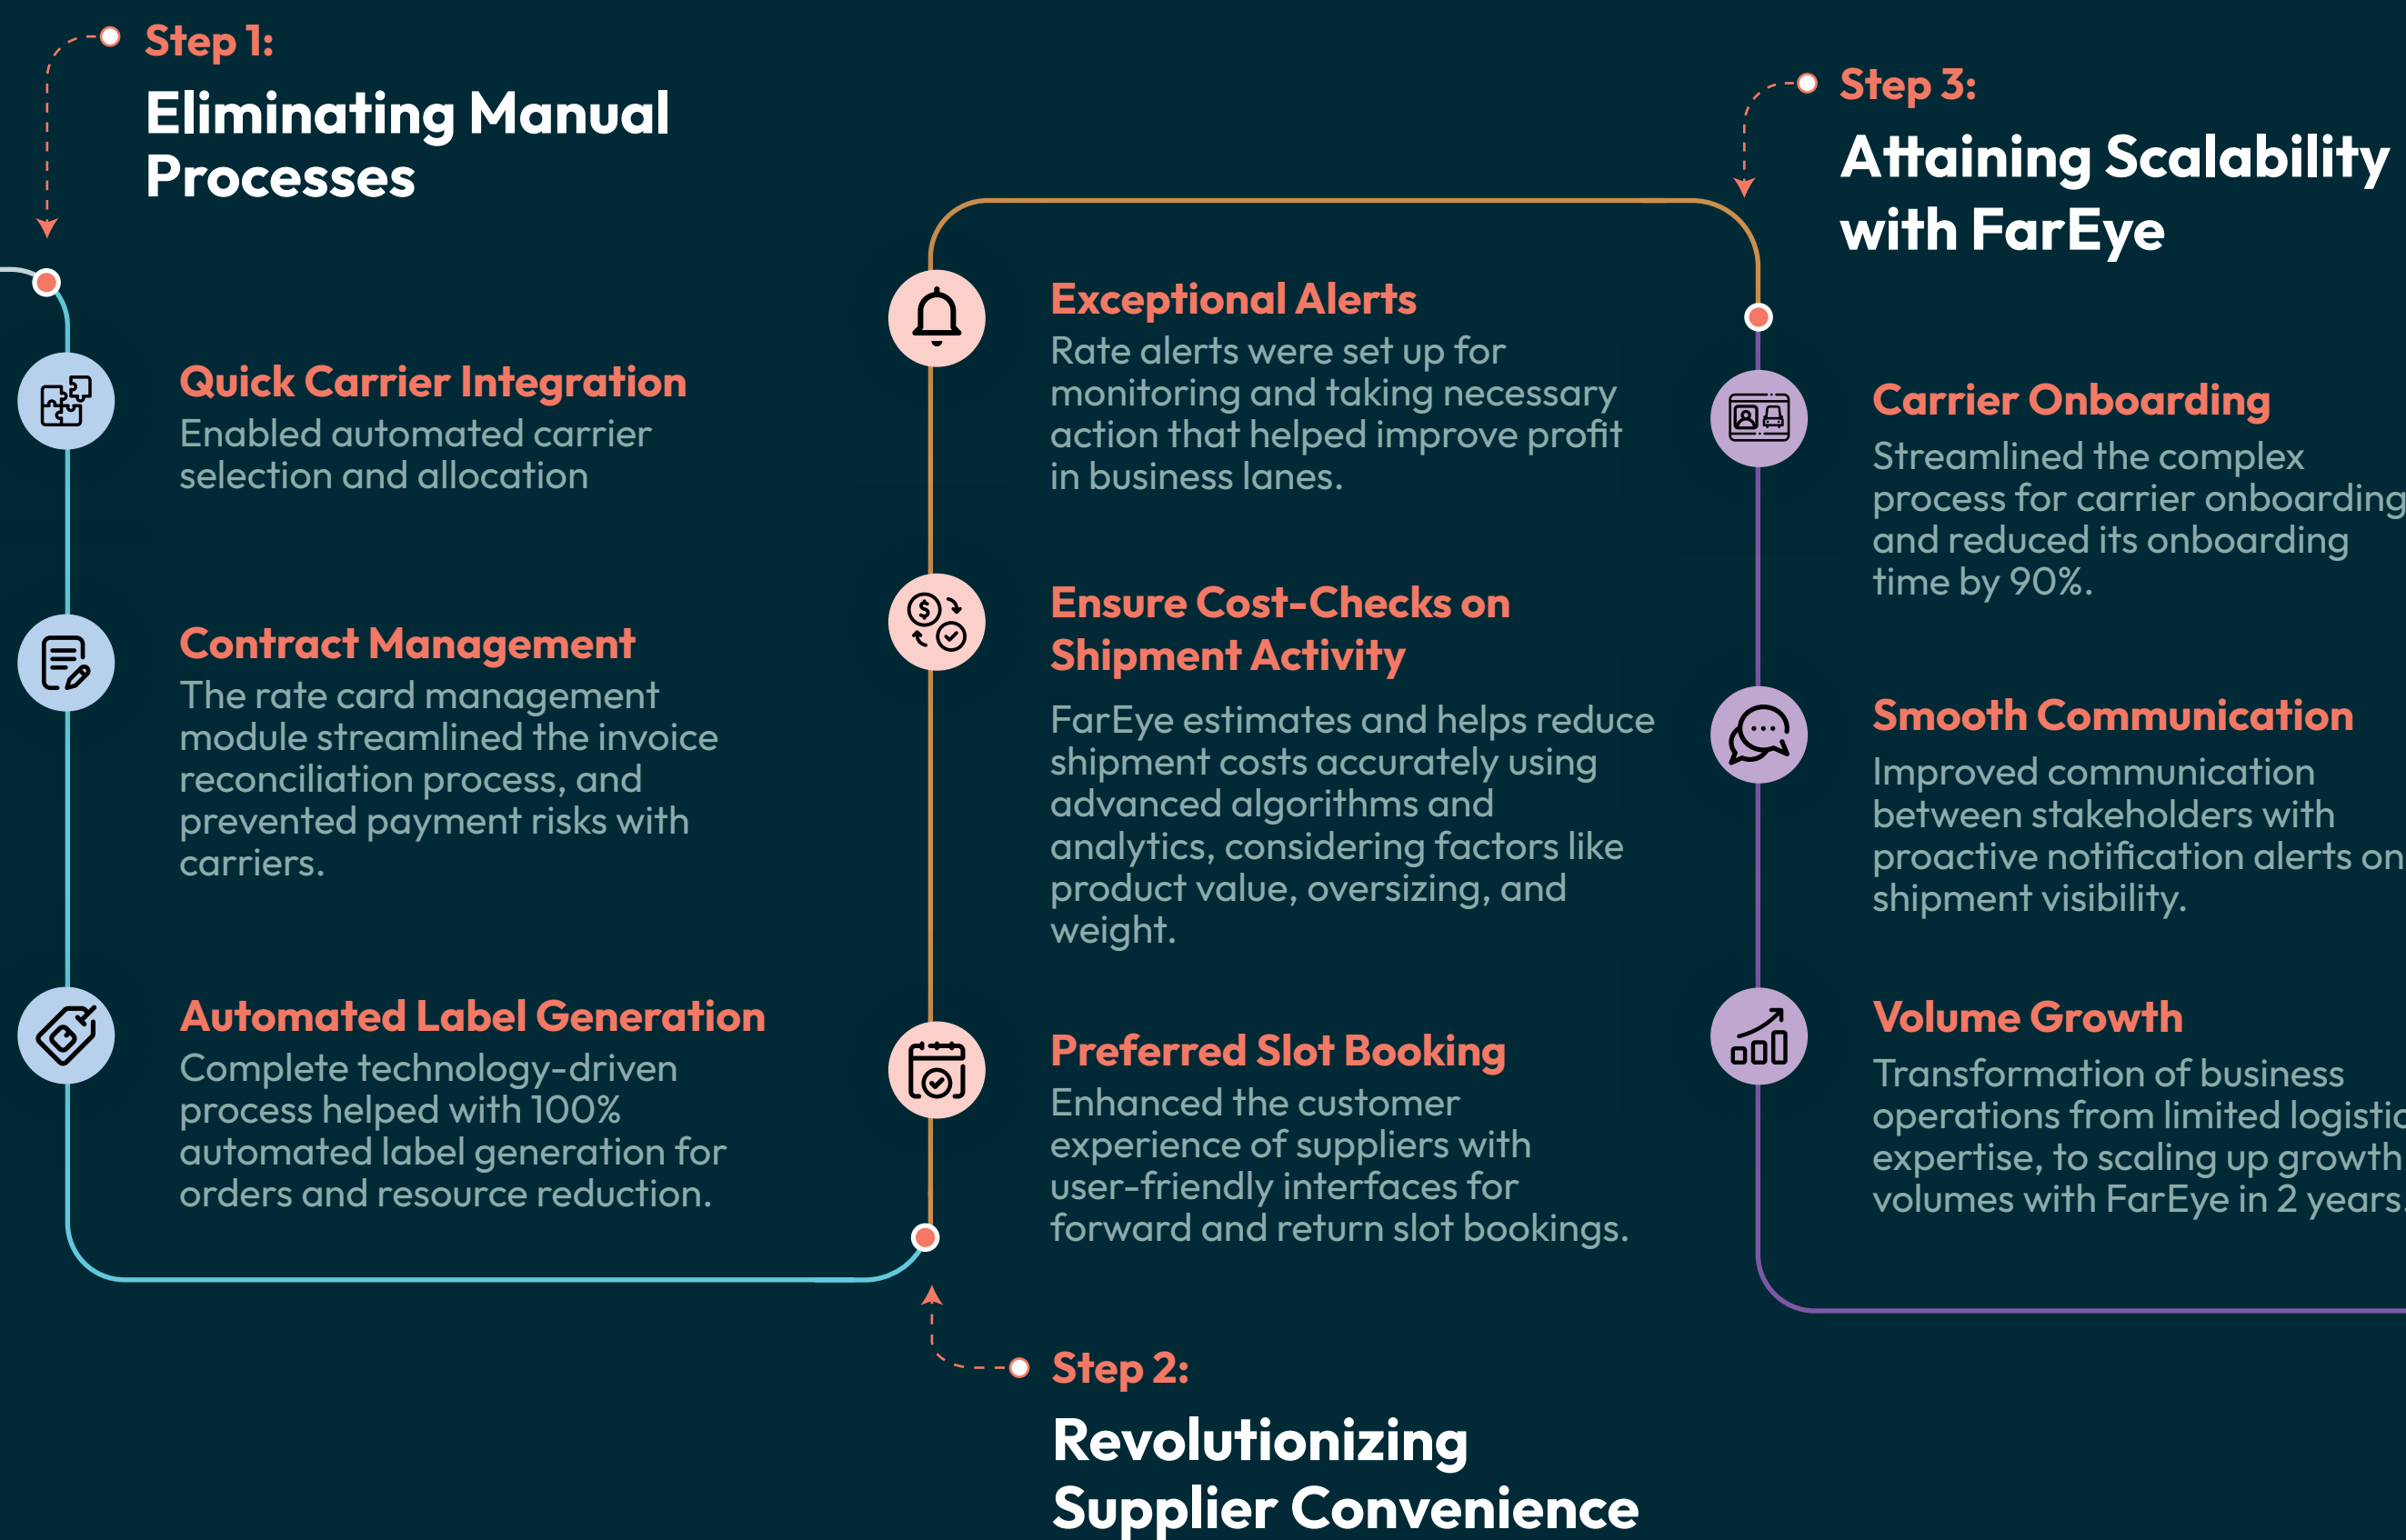 Step 1:
Eliminating Manual
Processes
Quick Carrier Integration
Enabled automated carrier
selection and allocation
Contract Management
The rate card management
module streamlined the invoice
reconciliation process, and
prevented payment risks with
carriers.
Automated Label Generation
Complete technology-driven
process helped with 100%
automated label generation for
orders and resource reduction.
Step 2:
Revolutionizing
Supplier Convenience
Exceptional Alerts
Rate alerts were set up for
monitoring and taking necessary
action that helped improve profit
in business lanes.
Ensure Cost-Checks on
Shipment Activity
FarEye estimates and helps reduce
shipment costs accurately using
advanced algorithms and
analytics, considering factors like
product value, oversizing, and
weight.
Preferred Slot Booking
Enhanced the customer
experience of suppliers with
user-friendly interfaces for
forward and return slot bookings.
Step 3:
Attaining Scalability
with FarEye
Carrier Onboarding
Streamlined the complex
process for carrier onboarding
and reduced its onboarding
time by 90%.
Smooth Communication
Improved communication
between stakeholders with
proactive notification alerts on
shipment visibility.
Volume Growth
Transformation of business
operations from limited logistic
expertise, to scaling up growth
volumes with FarEye in 2 years.